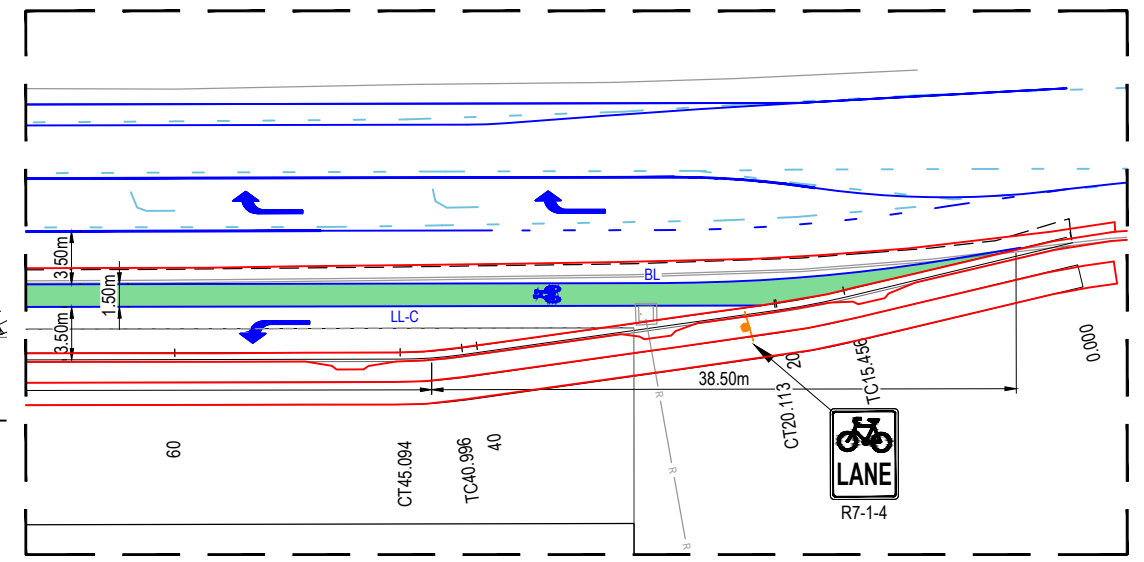 3.50m
1.50m
3.50m
BL
LL-C
38.50m
60
CT45.094
TC40.996
40
CT20.113
20
TC15.456
0.000
LANE
R7-1-4
R
R
R